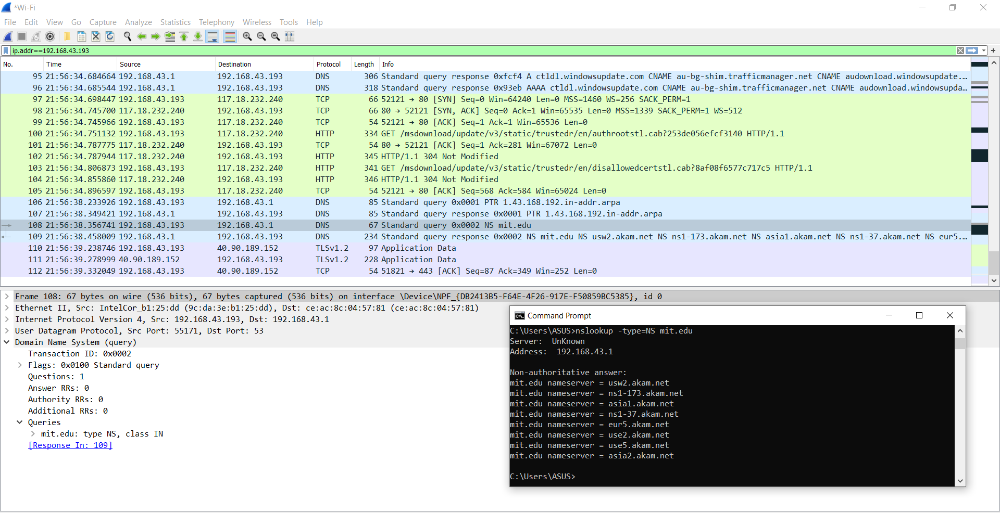 *Wi-Fi
File Edit View Go Capture Analyze Statistics Telephony Wireless Tools Help
ip.addr==192.168.43.193
No. Time Source Destination Protocol Length Info
95 21:56:34.684664 192.168.43.1 192.168.43.193 DNS 306 Standard query response 0xfcf4 A ctldl.windowsupdate.com CNAME au-bg-shim.trafficmanager.net CNAME audownload.windowsupdate.…
96 21:56:34.685544 192.168.43.1 192.168.43.193 DNS 318 Standard query response 0x93eb AAAA ctldl.windowsupdate.com CNAME au-bg-shim.trafficmanager.net CNAME audownload.windowsupda…
97 21:56:34.698447 192.168.43.193 117.18.232.240 TCP 66 52121 → 80 [SYN] Seq=0 Win=64240 Len=0 MSS=1460 WS=256 SACK_PERM=1
98 21:56:34.745700 117.18.232.240 192.168.43.193 TCP 66 80 → 52121 [SYN, ACK] Seq=0 Ack=1 Win=65535 Len=0 MSS=1339 SACK_PERM=1 WS=512
99 21:56:34.745966 192.168.43.193 117.18.232.240 TCP 54 52121 → 80 [ACK] Seq=1 Ack=1 Win=65536 Len=0
100 21:56:34.751132 192.168.43.193 117.18.232.240 HTTP 334 GET /msdownload/update/v3/static/trustedr/en/authrootstl.cab?253de056efcf3140 HTTP/1.1
101 21:56:34.787775 117.18.232.240 192.168.43.193 TCP 54 80 → 52121 [ACK] Seq=1 Ack=281 Win=67072 Len=0
102 21:56:34.787944 117.18.232.240 192.168.43.193 HTTP 345 HTTP/1.1 304 Not Modified
103 21:56:34.806873 192.168.43.193 117.18.232.240 HTTP 341 GET /msdownload/update/v3/static/trustedr/en/disallowedcertstl.cab?8af08f6577c717c5 HTTP/1.1
104 21:56:34.855860 117.18.232.240 192.168.43.193 HTTP 346 HTTP/1.1 304 Not Modified
105 21:56:34.896597 192.168.43.193 117.18.232.240 TCP 54 52121 → 80 [ACK] Seq=568 Ack=584 Win=65024 Len=0
106 21:56:38.233926 192.168.43.193 192.168.43.1 DNS 85 Standard query 0x0001 PTR 1.43.168.192.in-addr.arpa
107 21:56:38.349421 192.168.43.1 192.168.43.193 DNS 85 Standard query response 0x0001 PTR 1.43.168.192.in-addr.arpa
108 21:56:38.356741 192.168.43.193 192.168.43.1 DNS 67 Standard query 0x0002 NS mit.edu
109 21:56:38.458009 192.168.43.1 192.168.43.193 DNS 234 Standard query response 0x0002 NS mit.edu NS usw2.akam.net NS ns1-173.akam.net NS asia1.akam.net NS ns1-37.akam.net NS eur5.…
110 21:56:39.238746 192.168.43.193 40.90.189.152 TLSv1.2 97 Application Data
111 21:56:39.278999 40.90.189.152 192.168.43.193 TLSv1.2 228 Application Data
112 21:56:39.332049 192.168.43.193 40.90.189.152 TCP 54 51821 → 443 [ACK] Seq=87 Ack=349 Win=252 Len=0
Frame 108: 67 bytes on wire (536 bits), 67 bytes captured (536 bits) on interface \Device\NPF_{DB2413B5-F64E-4F26-917E-F50859BC5385}, id 0
Ethernet II, Src: IntelCor_b1:25:dd (9c:da:3e:b1:25:dd), Dst: ce:ac:8c:04:57:81 (ce:ac:8c:04:57:81)
Internet Protocol Version 4, Src: 192.168.43.193, Dst: 192.168.43.1
User Datagram Protocol, Src Port: 55171, Dst Port: 53
Domain Name System (query)
Transaction ID: 0x0002
Flags: 0x0100 Standard query
Questions: 1
Answer RRs: 0
Authority RRs: 0
Additional RRs: 0
Queries
mit.edu: type NS, class IN
[Response In: 109]
Command Prompt
C:\Users\ASUS>nslookup -type=NS mit.edu
Server: UnKnown
Address: 192.168.43.1
Non-authoritative answer:
mit.edu nameserver = usw2.akam.net
mit.edu nameserver = ns1-173.akam.net
mit.edu nameserver = asia1.akam.net
mit.edu nameserver = ns1-37.akam.net
mit.edu nameserver = eur5.akam.net
mit.edu nameserver = use2.akam.net
mit.edu nameserver = use5.akam.net
mit.edu nameserver = asia2.akam.net
C:\Users\ASUS>